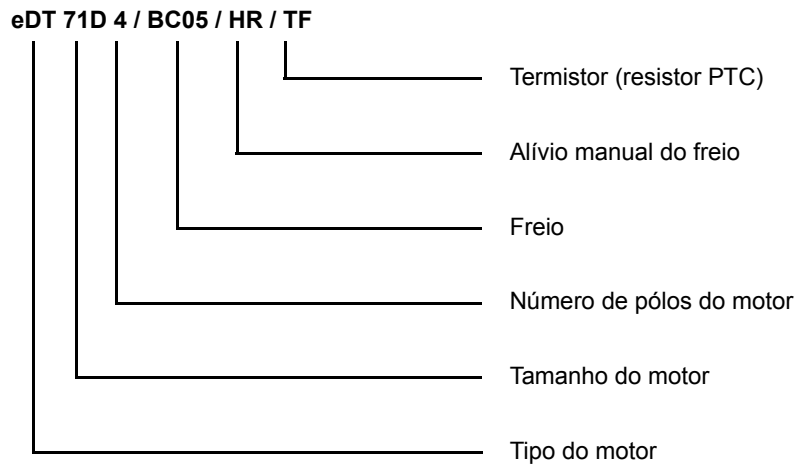 eDT 71D 4 / BC05 / HR / TF
Termistor (resistor PTC)
Alívio manual do freio
Freio
Número de pólos do motor
Tamanho do motor
Tipo do motor